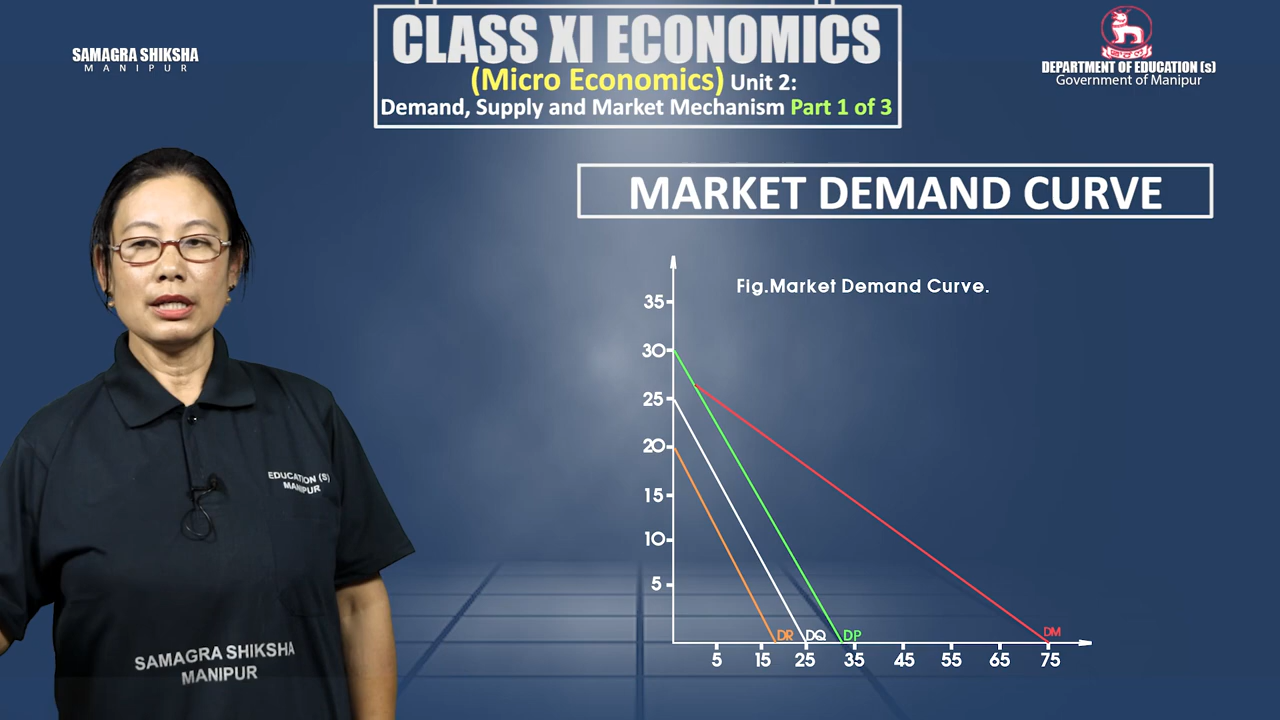 SAMAGRA SHIKSHA
MANIPUR
CLASS XI ECONOMICS
(Micro Economics) Unit 2:
Demand, Supply and Market Mechanism Part 1 of 3
DEPARTMENT OF EDUCATION (s)
Government of Manipur
MARKET DEMAND CURVE
Fig.Market Demand Curve.
35
30
25
20
15
10
5
DR DQ DP DM
5 15 25 35 45 55 65 75
EDUCATION (S)
MANIPUR
SAMAGRA SHIKSHA
MANIPUR